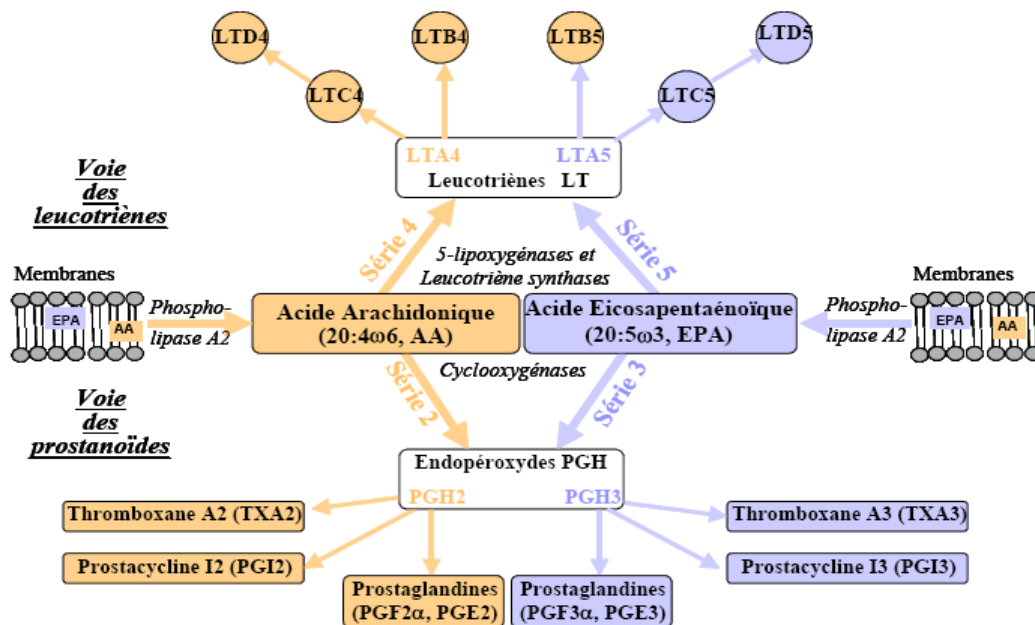 LTD4
LTB4
LTB5
LTD5
LTC4
LTC5
LTA4
LTA5
Leucotriènes LT
Voie
des
leucotriènes
Série 4
Série 5
5-lipoxygénases et
Leucotriène synthases
Membranes
EPA
AA
Phospho-
lipase A2
Acide Arachidonique
(20:4ω6, AA)
Acide Eicosapentaénoïque
(20:5ω3, EPA)
Phospho-
lipase A2
Membranes
EPA
AA
Cyclooxygénases
Série 2
Série 3
Voie
des
prostanoïdes
Endopéroxydes PGH
PGH2
PGH3
Thromboxane A2 (TXA2)
Thromboxane A3 (TXA3)
Prostacycline I2 (PGI2)
Prostacycline I3 (PGI3)
Prostaglandines
(PGF2α, PGE2)
Prostaglandines
(PGF3α, PGE3)